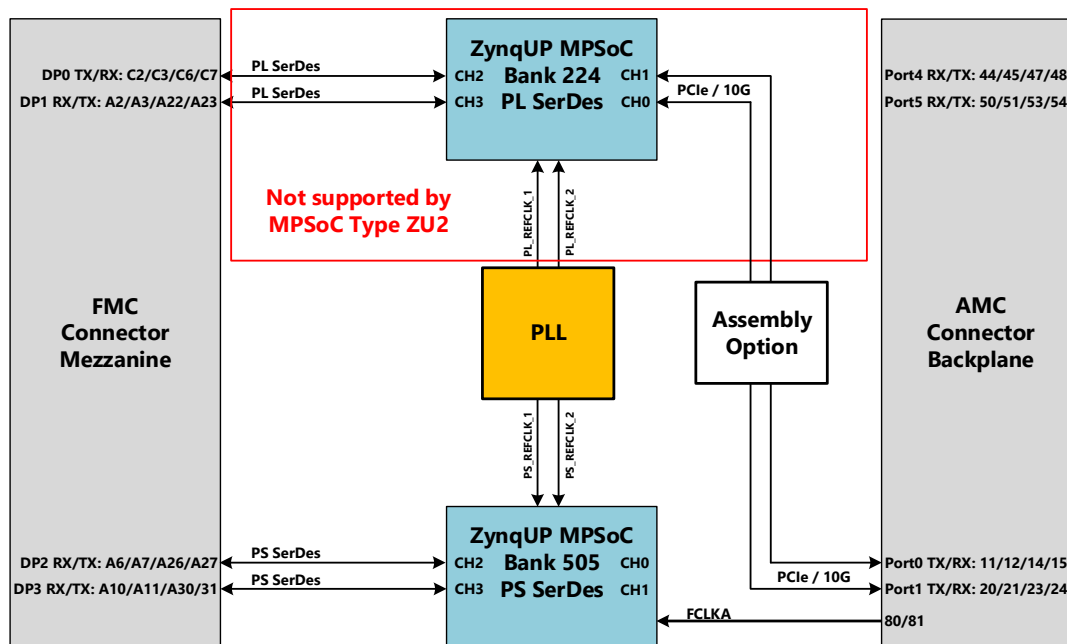 ZynqUP MPSoC
Bank 224
PL SerDes
CH2
CH3
CH1
CH0
DP0 TX/RX: C2/C3/C6/C7
DP1 RX/TX: A2/A3/A22/A23
PL SerDes
PL SerDes
PCIe / 10G
Port4 RX/TX: 44/45/47/48
Port5 RX/TX: 50/51/53/54
Not supported by
MPSoC Type ZU2
PL_REFCLK_1
PL_REFCLK_2
FMC
Connector
Mezzanine
PLL
Assembly
Option
AMC
Connector
Backplane
PS_REFCLK_1
PS_REFCLK_2
ZynqUP MPSoC
Bank 505
PS SerDes
CH2
CH3
CH0
CH1
DP2 RX/TX: A6/A7/A26/A27
DP3 RX/TX: A10/A11/A30/31
PS SerDes
PS SerDes
Port0 TX/RX: 11/12/14/15
PCIe / 10G
Port1 TX/RX: 20/21/23/24
FCLKA
80/81